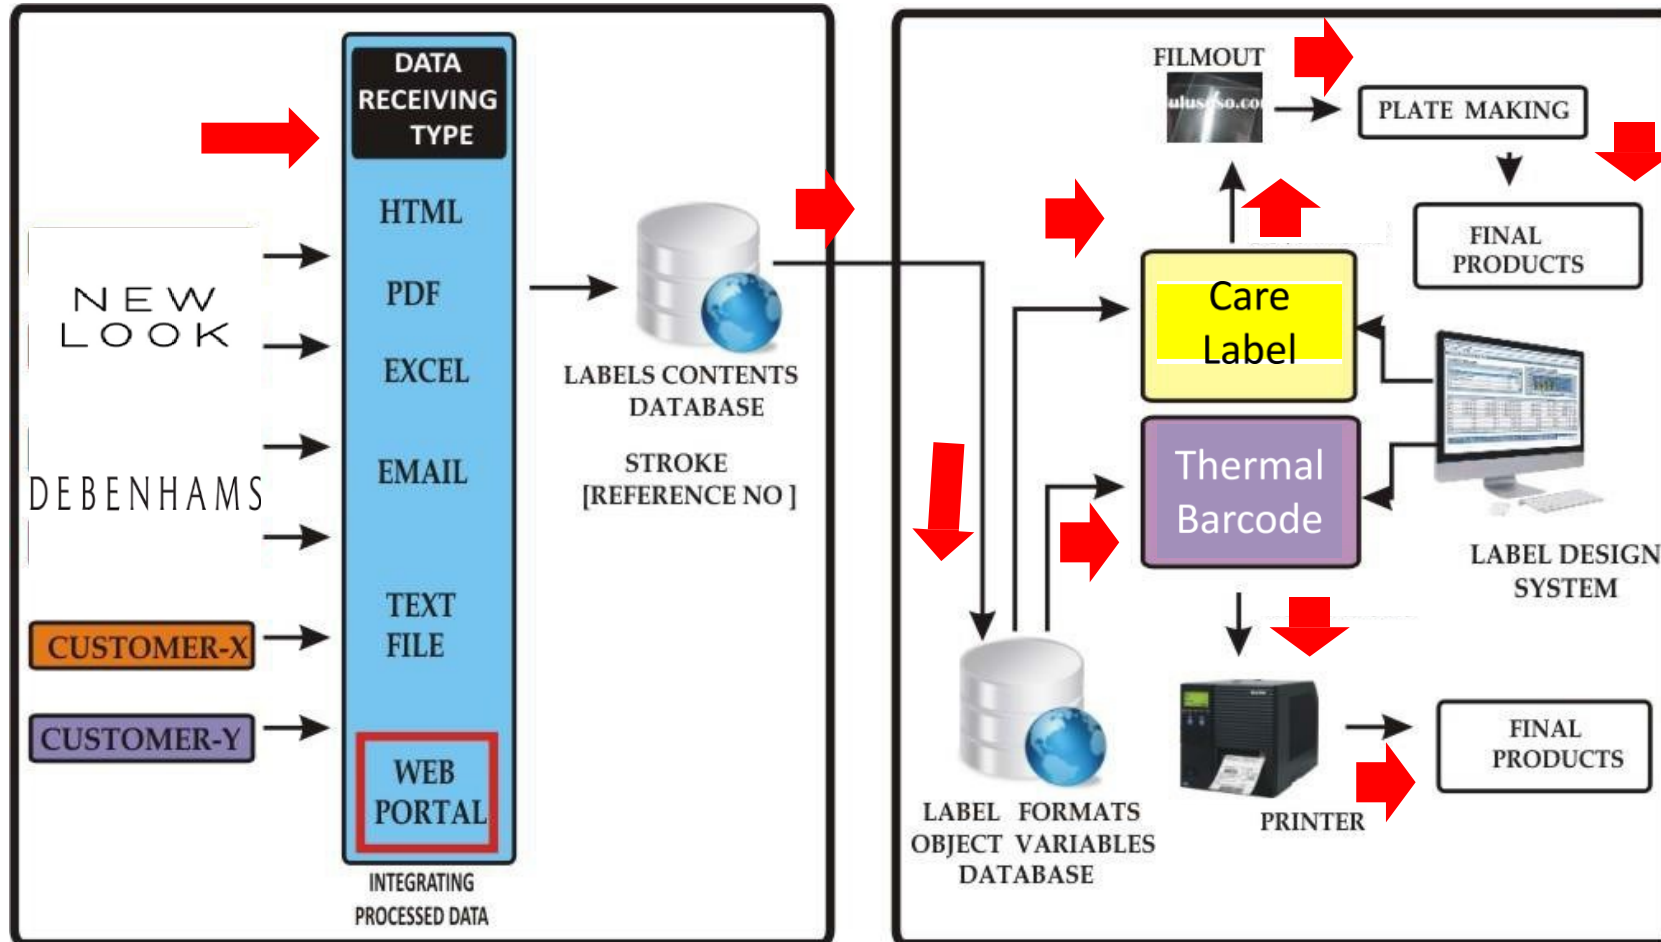 DATA
RECEIVING
TYPE
HTML
PDF
EXCEL
EMAIL
TEXT
FILE
WEB
PORTAL
INTEGRATING
PROCESSED DATA
NEW
LOOK
DEBENHAMS
CUSTOMER-X
CUSTOMER-Y
LABELS CONTENTS
DATABASE
STROKE
[REFERENCE NO ]
FILMOUT
PLATE MAKING
FINAL
PRODUCTS
Care
Label
Thermal
Barcode
LABEL DESIGN
SYSTEM
LABEL FORMATS
OBJECT VARIABLES
DATABASE
PRINTER
FINAL
PRODUCTS